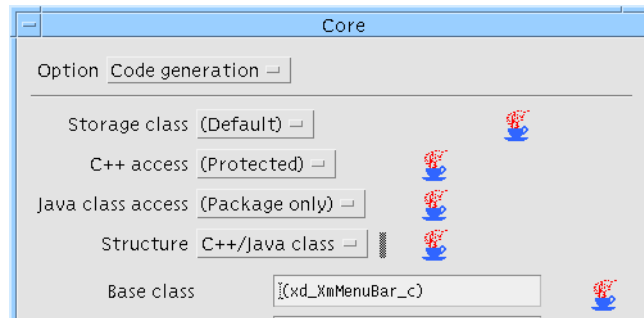 Core
Option Code generation
Storage class (Default)
C++ access (Protected)
Java class access (Package only)
Structure C++/Java class
Base class (xd_XmMenuBar_c)